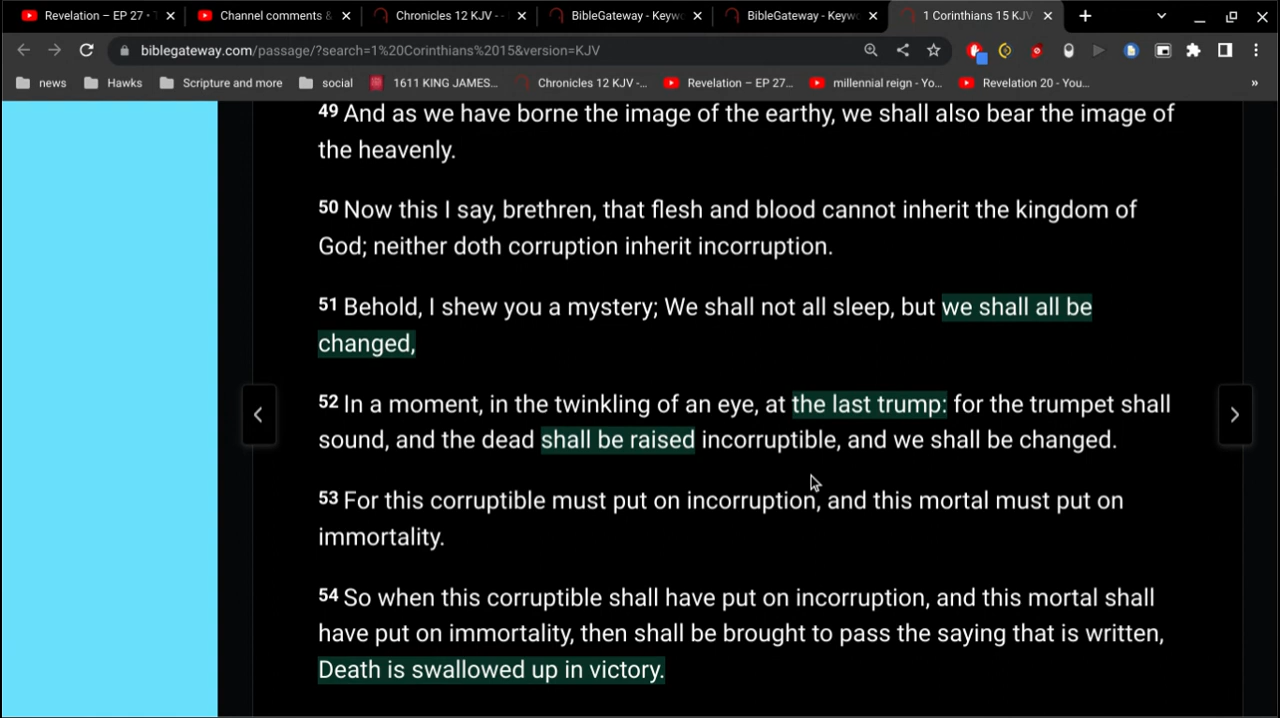 Revelation – EP 27 •
Channel comments &
Chronicles 12 KJV - -
BibleGateway - Keyw
BibleGateway - Keyw
1 Corinthians 15 KJV
biblegateway.com/passage/?search=1%20Corinthians%2015&version=KJV
news
Hawks
Scripture and more
social
1611 KING JAMES...
Chronicles 12 KJV -...
Revelation – EP 27...
millennial reign - Yo...
Revelation 20 - You...
»
49 And as we have borne the image of the earthy, we shall also bear the image of
the heavenly.
50 Now this I say, brethren, that flesh and blood cannot inherit the kingdom of
God; neither doth corruption inherit incorruption.
51 Behold, I shew you a mystery; We shall not all sleep, but we shall all be
changed,
52 In a moment, in the twinkling of an eye, at the last trump: for the trumpet shall
sound, and the dead shall be raised incorruptible, and we shall be changed.
53 For this corruptible must put on incorruption, and this mortal must put on
immortality.
54 So when this corruptible shall have put on incorruption, and this mortal shall
have put on immortality, then shall be brought to pass the saying that is written,
Death is swallowed up in victory.